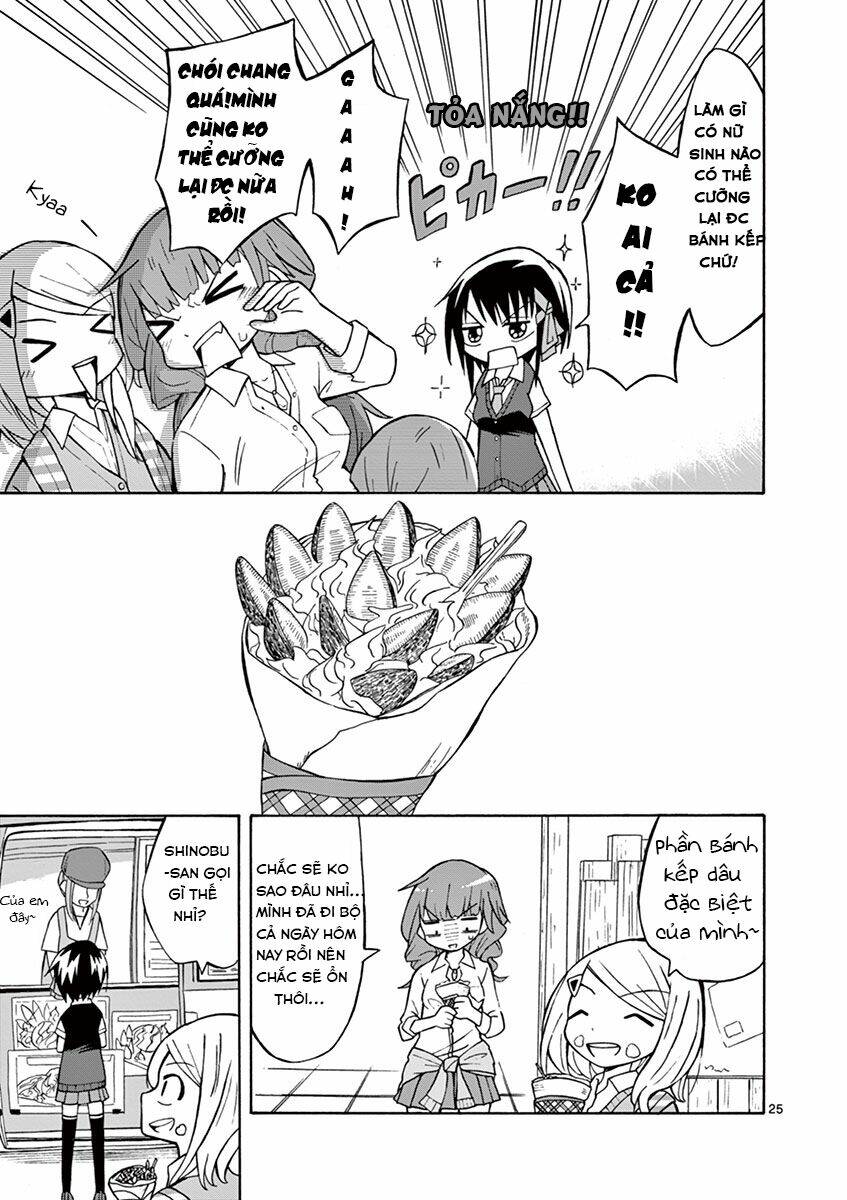 LÀM GÌ
CÓ NỮ
SINH NÀO
CÓ THỂ
CƯỠNG
LẠI ĐC
BÁNH KẾP
CHỨ!
KO
AI
CẢ
!!
TỎA NẮNG!!
ピカー!!
GAAAH!
CHÓI CHANG
QUÁ!MÌNH
CŨNG KO
THỂ CƯỠNG
LẠI ĐC NỮA
RỒI!
Kyaa
Phần Bánh
kếp dâu
đặc biệt
của mình~
CHẮC SẼ KO
SAO ĐÂU NHỈ...
MÌNH ĐÃ ĐI BỘ
CẢ NGÀY HÔM
NAY RỒI NÊN
CHẮC SẼ ỔN
THÔI...
25
SHINOBU
-SAN GỌI
GÌ THẾ
NHỈ?
Của em
đây~